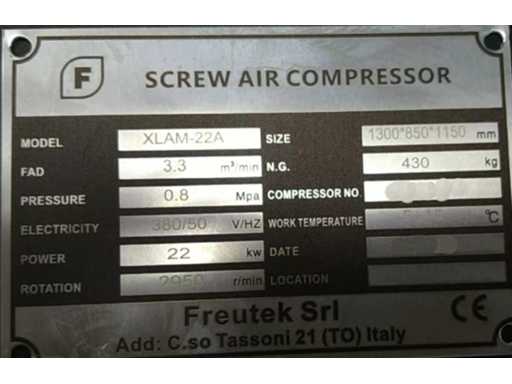 F
SCREW AIR COMPRESSOR
MODEL XLAM-22A SIZE 1300*850*1150 mm
FAD 3.3 m³/min N.G. 430 kg
PRESSURE 0.8 Mpa COMPRESSOR NO.
ELECTRICITY 380/50 V/HZ WORK TEMPERATURE °C
POWER 22 kw DATE
ROTATION 2950 r/min LOCATION
Freutek Srl CE
Add: C.so Tassoni 21 (TO) Italy